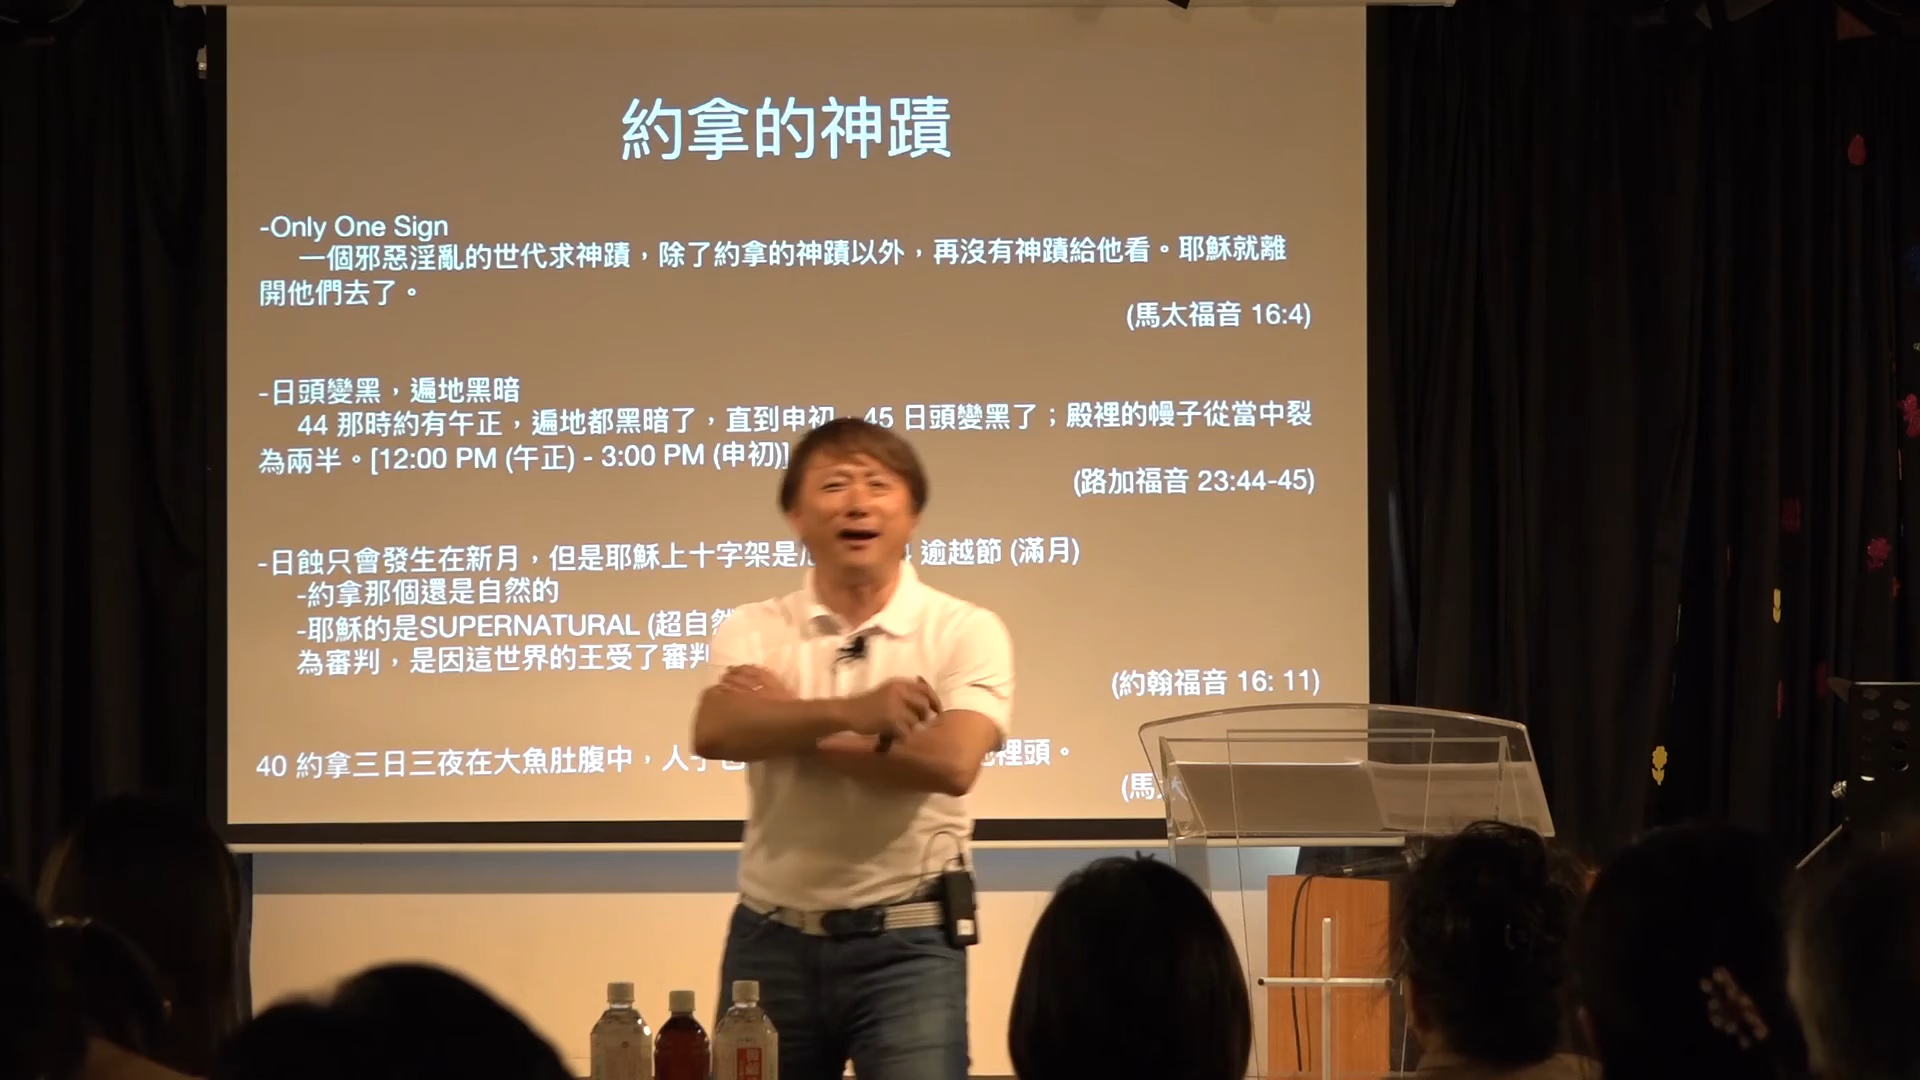 約拿的神蹟
-Only One Sign
一個邪惡淫亂的世代求神蹟，除了約拿的神蹟以外，再沒有神蹟給他看。耶穌就離
開他們去了。
(馬太福音 16:4)
-日頭變黑，遍地黑暗
44 那時約有午正，遍地都黑暗了，直到申初，45 日頭變黑了；殿裡的幔子從當中裂
為兩半。[12:00 PM (午正) - 3:00 PM (申初)]
(路加福音 23:44-45)
-日蝕只會發生在新月，但是耶穌上十字架是 逾越節 (滿月)
-約拿那個還是自然的
-耶穌的是SUPERNATURAL (超自然
為審判，是因這世界的王受了審判
(約翰福音 16: 11)
40 約拿三日三夜在大魚肚腹中，人子 裡頭。
(馬太